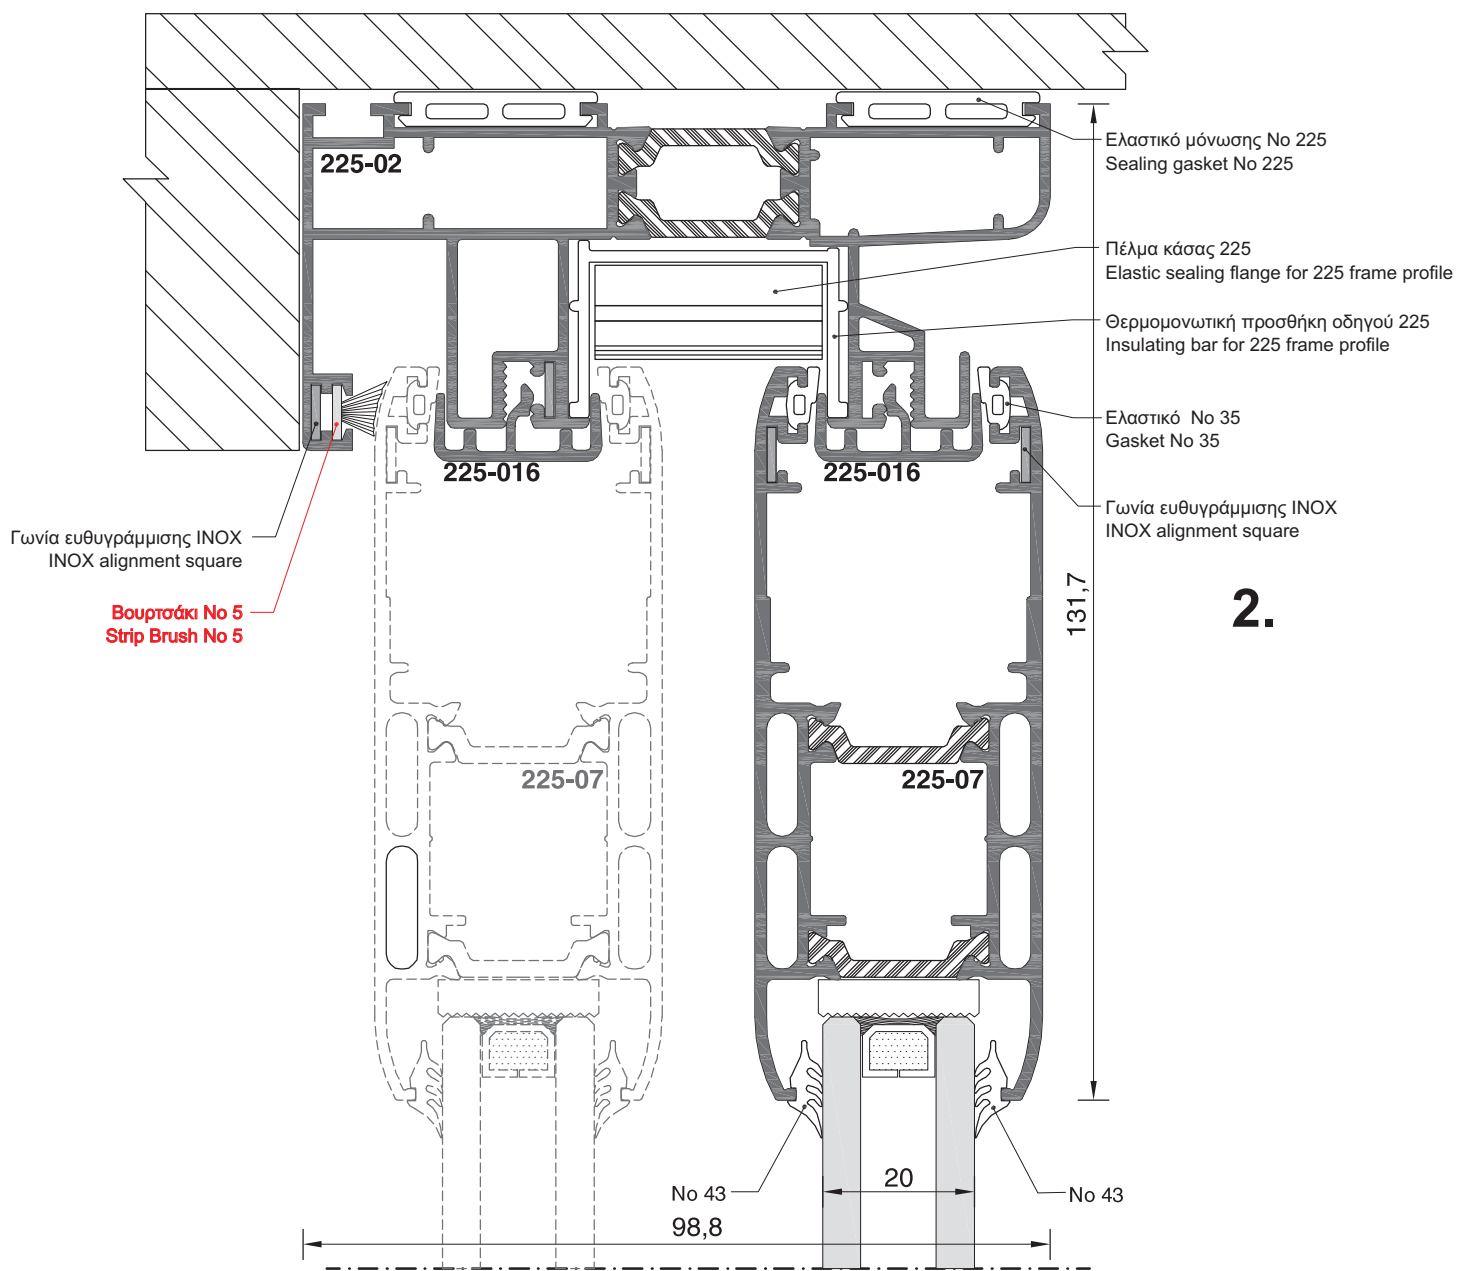 225-02
Ελαστικό μόνωσης No 225
Sealing gasket No 225
Πέλμα κάσας 225
Elastic sealing flange for 225 frame profile
Θερμομονωτική προσθήκη οδηγού 225
Insulating bar for 225 frame profile
Ελαστικό  No 35
Gasket No 35
225-016
225-016
Γωνία ευθυγράμμισης INOX
INOX alignment square
Γωνία ευθυγράμμισης INOX
INOX alignment square
Βουρτσάκι No 5
Strip Brush No 5
131,7
2.
225-07
225-07
No 43
20
No 43
98,8